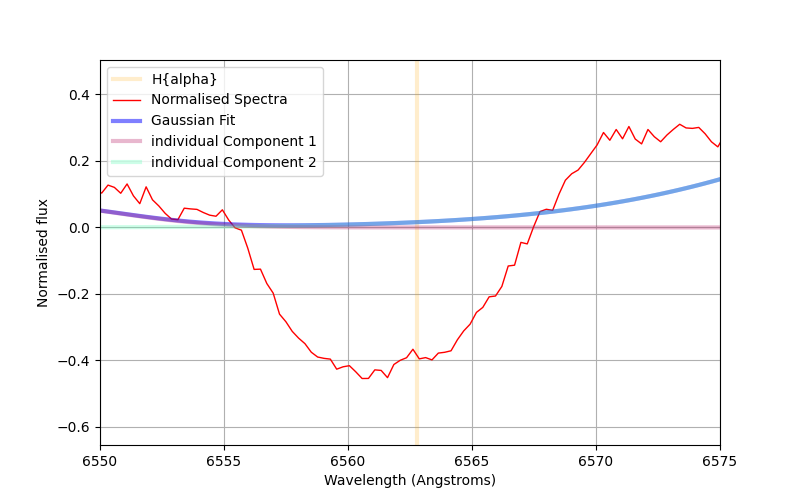 H{alpha}
Normalised Spectra
Gaussian Fit
individual Component 1
individual Component 2
Normalised flux
0.4
0.2
0.0
−0.2
−0.4
−0.6
6550 6555 6560 6565 6570 6575
Wavelength (Angstroms)